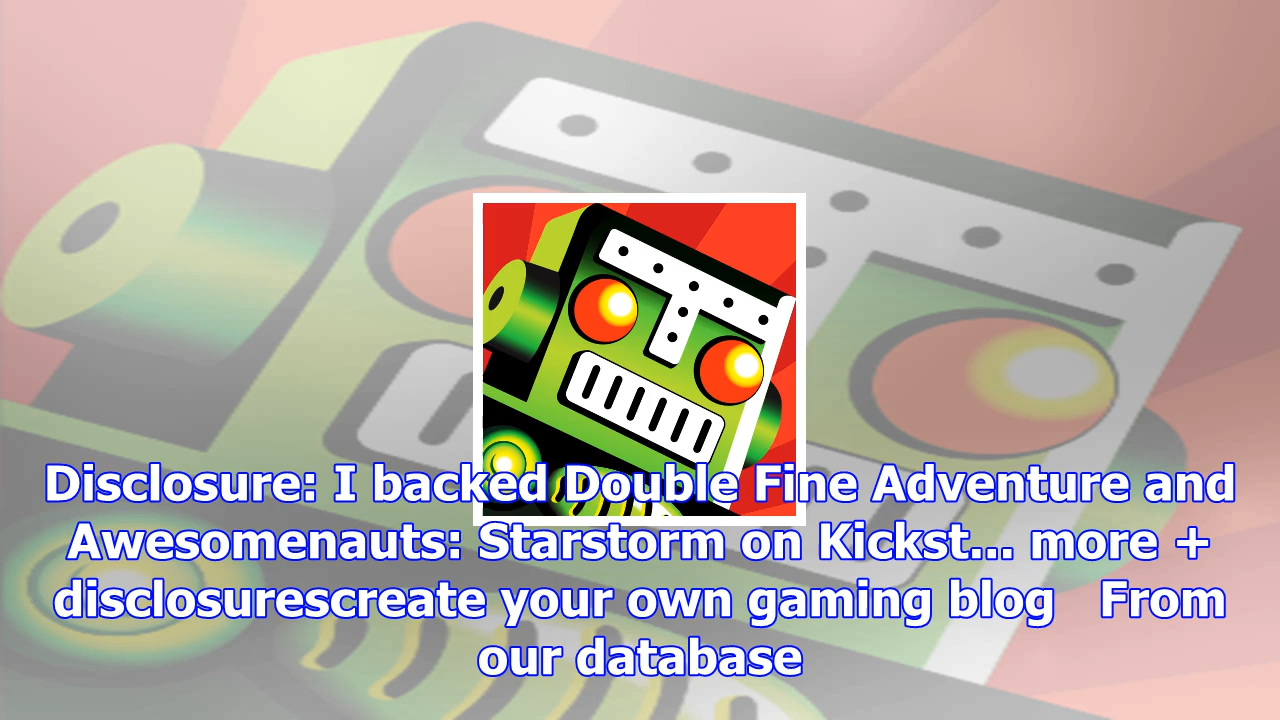 Disclosure: I backed Double Fine Adventure and
Awesomenauts: Starstorm on Kickst... more +
disclosurescreate your own gaming blog   From
our database